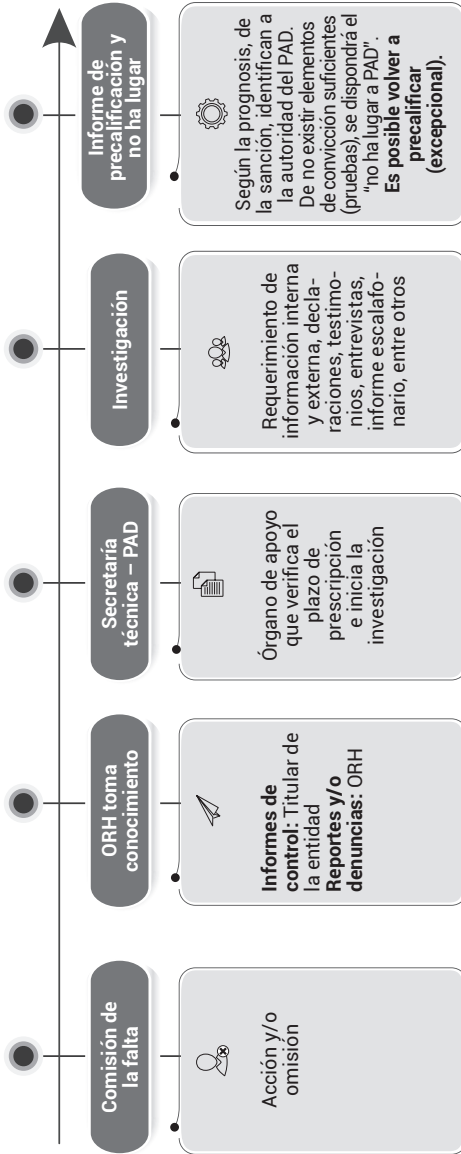 Comisión de
la falta
Acción y/o
omisión
ORH toma
conocimiento
Informes de
control: Titular de
la entidad
Reportes y/o
denuncias: ORH
Secretaría
técnica – PAD
Órgano de apoyo
que verifica el
plazo de
prescripción
e inicia la
investigación
Investigación
Requerimiento de
información interna
y externa, decla-
raciones, testimo-
nios, entrevistas,
informe escalafo-
nario, entre otros
Informe de
precalificación y
no ha lugar
Según la prognosis, de
la sanción, identifican a
la autoridad del PAD.
De no existir elementos
de convicción suficientes
(pruebas), se dispondrá el
"no ha lugar a PAD".
Es posible volver a
precalificar
(excepcional).